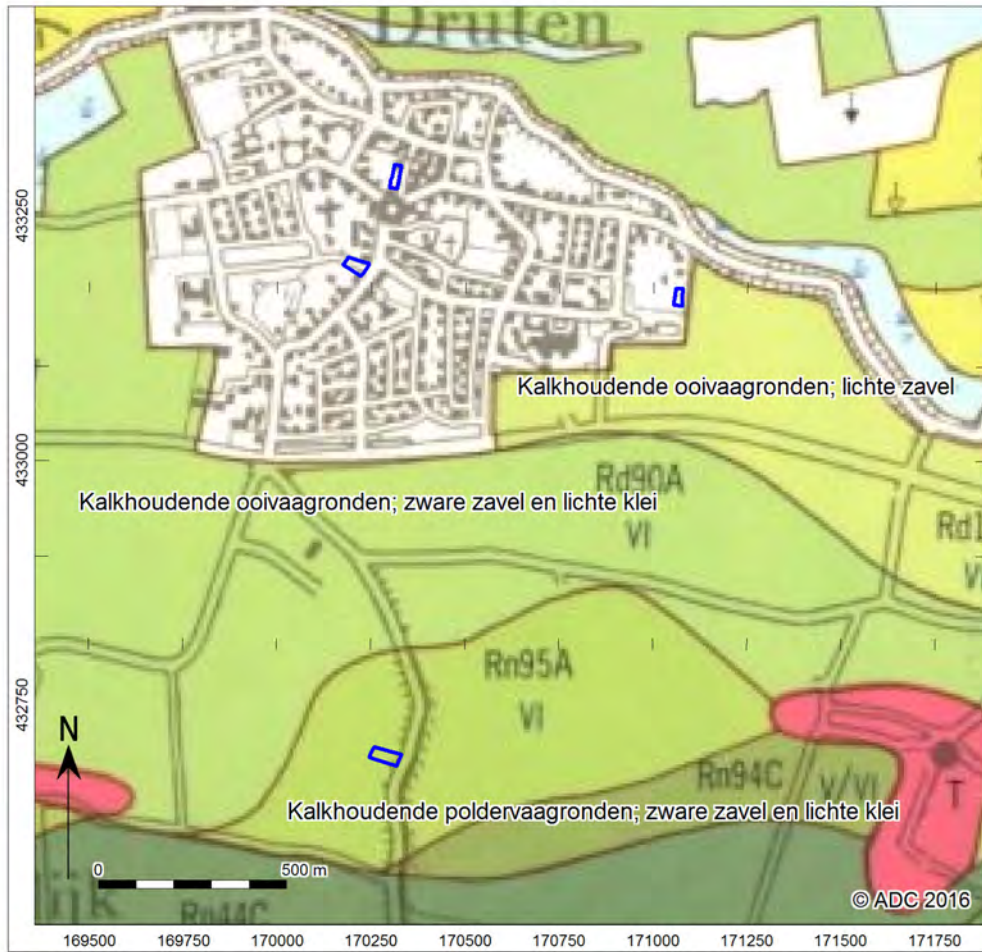 Druten
433250
Kalkhoudende ooivaagronden; lichte zavel
433000
Rd90A
Kalkhoudende ooivaagronden; zware zavel en lichte klei
VI
432750
Rn95A
VI
N
Rn94C
V/VI
T
Kalkhoudende poldervaagronden; zware zavel en lichte klei
0 500 m
Rn44C
© ADC 2016
169500 169750 170000 170250 170500 170750 171000 171250 171500 171750